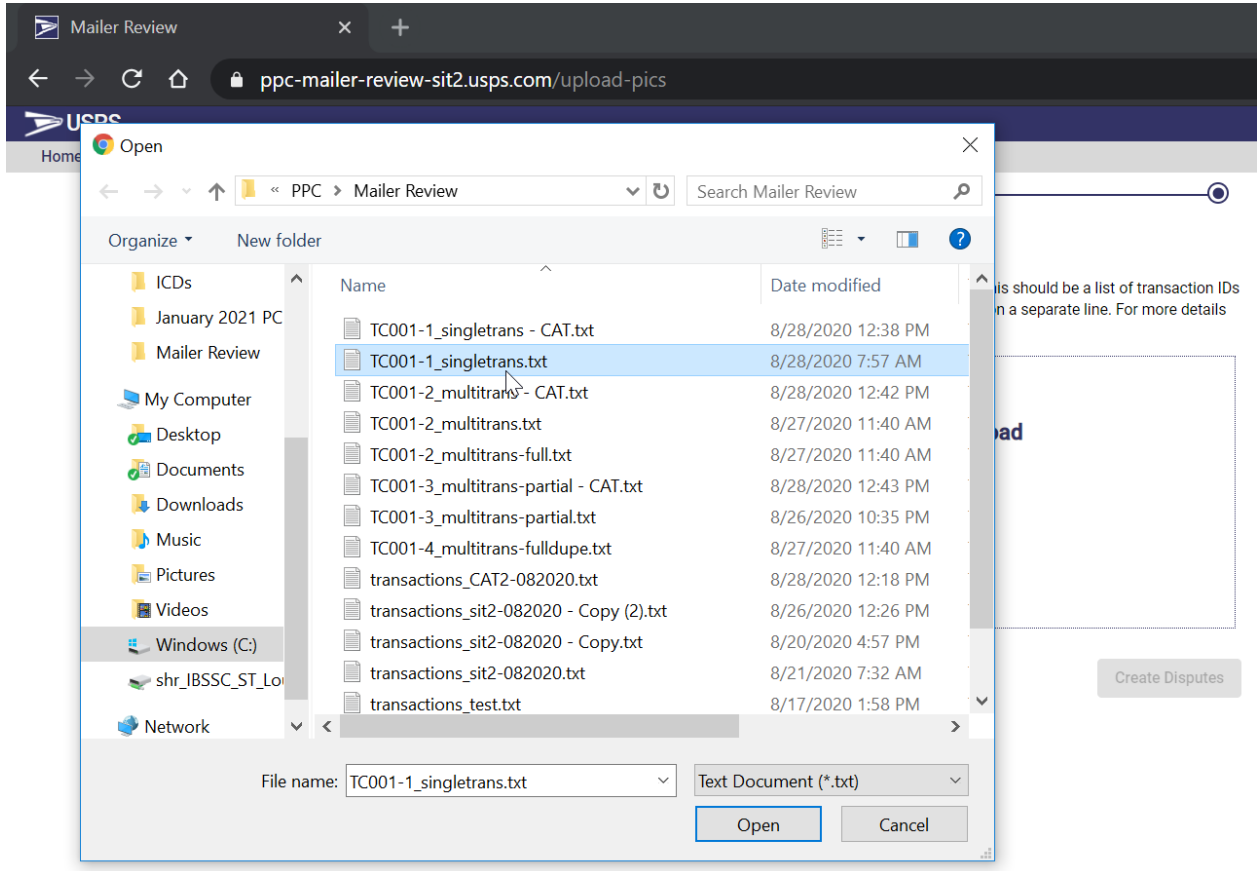 Mailer Review
ppc-mailer-review-sit2.usps.com/upload-pics
USPS
Home
Open
« PPC > Mailer Review
Search Mailer Review
Organize
New folder
ICDs
January 2021 PC
Mailer Review
My Computer
Desktop
Documents
Downloads
Music
Pictures
Videos
Windows (C:)
shr_IBSSC_ST_Lou
Network
Name Date modified
TC001-1_singletrans - CAT.txt 8/28/2020 12:38 PM
TC001-1_singletrans.txt 8/28/2020 7:57 AM
TC001-2_multitrans - CAT.txt 8/28/2020 12:42 PM
TC001-2_multitrans.txt 8/27/2020 11:40 AM
TC001-2_multitrans-full.txt 8/27/2020 11:40 AM
TC001-3_multitrans-partial - CAT.txt 8/28/2020 12:43 PM
TC001-3_multitrans-partial.txt 8/26/2020 10:35 PM
TC001-4_multitrans-fulldupe.txt 8/27/2020 11:40 AM
transactions_CAT2-082020.txt 8/28/2020 12:18 PM
transactions_sit2-082020 - Copy (2).txt 8/26/2020 12:26 PM
transactions_sit2-082020 - Copy.txt 8/20/2020 4:57 PM
transactions_sit2-082020.txt 8/21/2020 7:32 AM
transactions_test.txt 8/17/2020 1:58 PM
File name: TC001-1_singletrans.txt
Text Document (*.txt)
Open
Cancel
is should be a list of transaction IDs
n a separate line. For more details
oad
Create Disputes